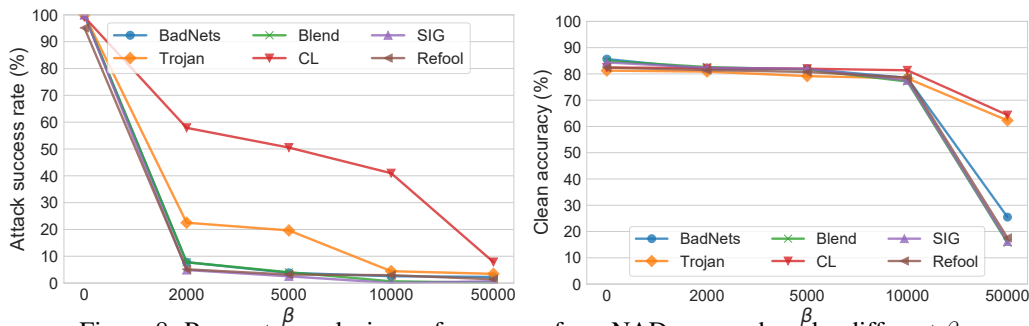 100
90
80
70
60
50
40
30
20
10
0
Attack success rate (%)
BadNets
Trojan
Blend
CL
SIG
Refool
0
2000
5000
10000
50000
β
100
90
80
70
60
50
40
30
20
10
0
Clean accuracy (%)
BadNets
Trojan
Blend
CL
SIG
Refool
0
2000
5000
10000
50000
β